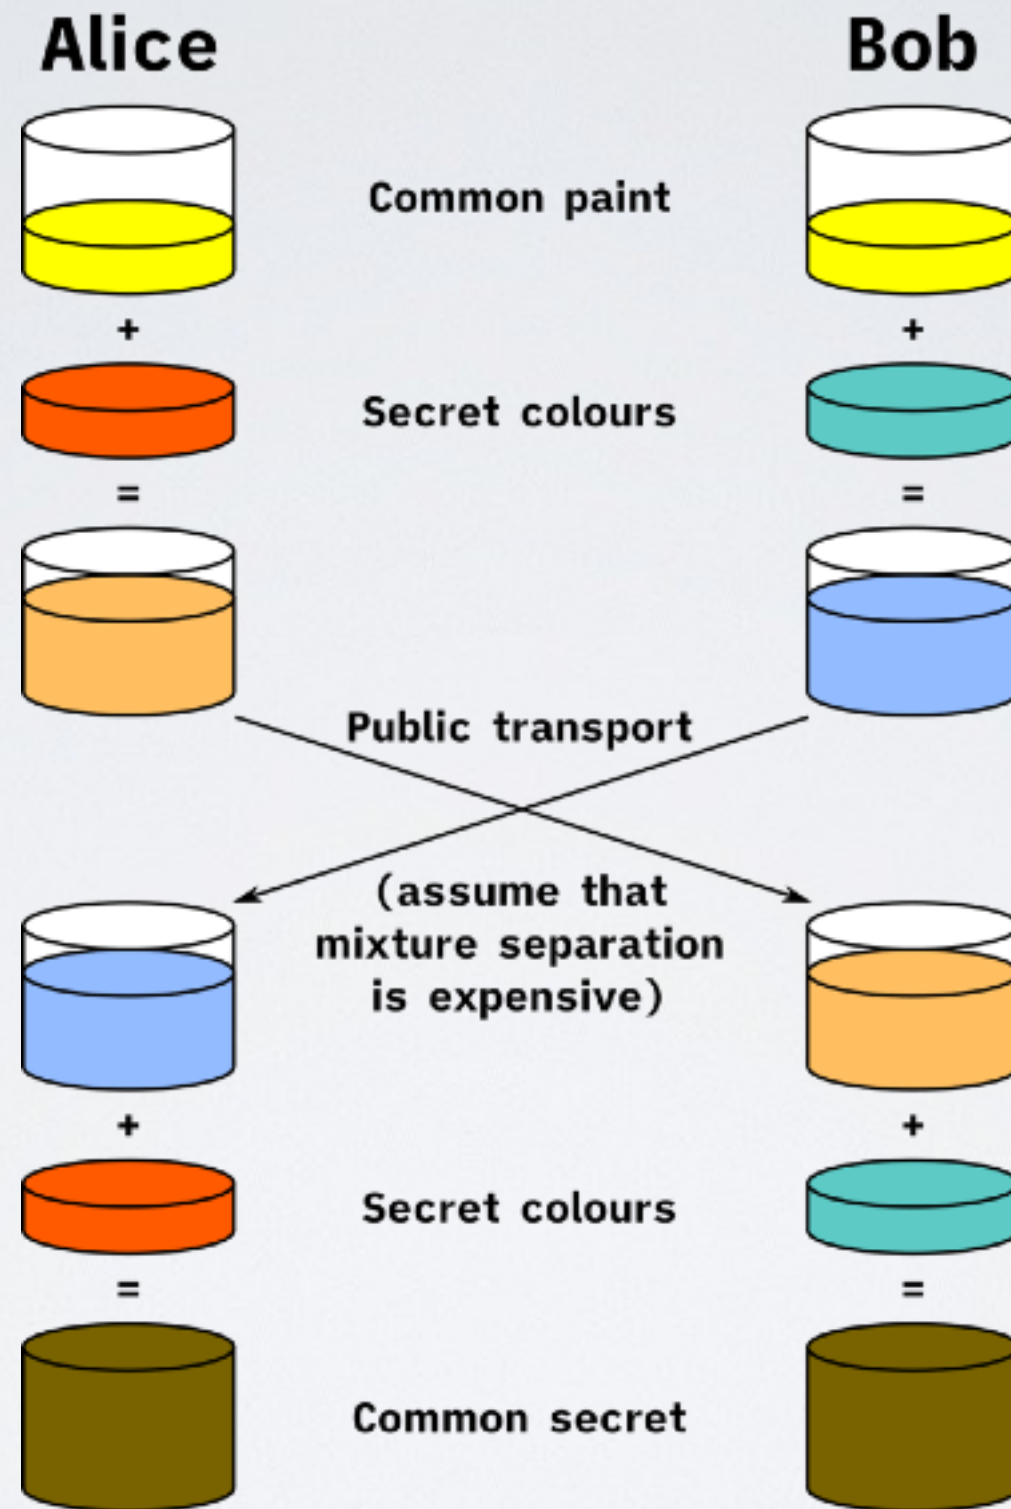 Alice
Bob
Common paint
+
+
Secret colours
=
=
Public transport
(assume that
mixture separation
is expensive)
+
+
Secret colours
=
=
Common secret